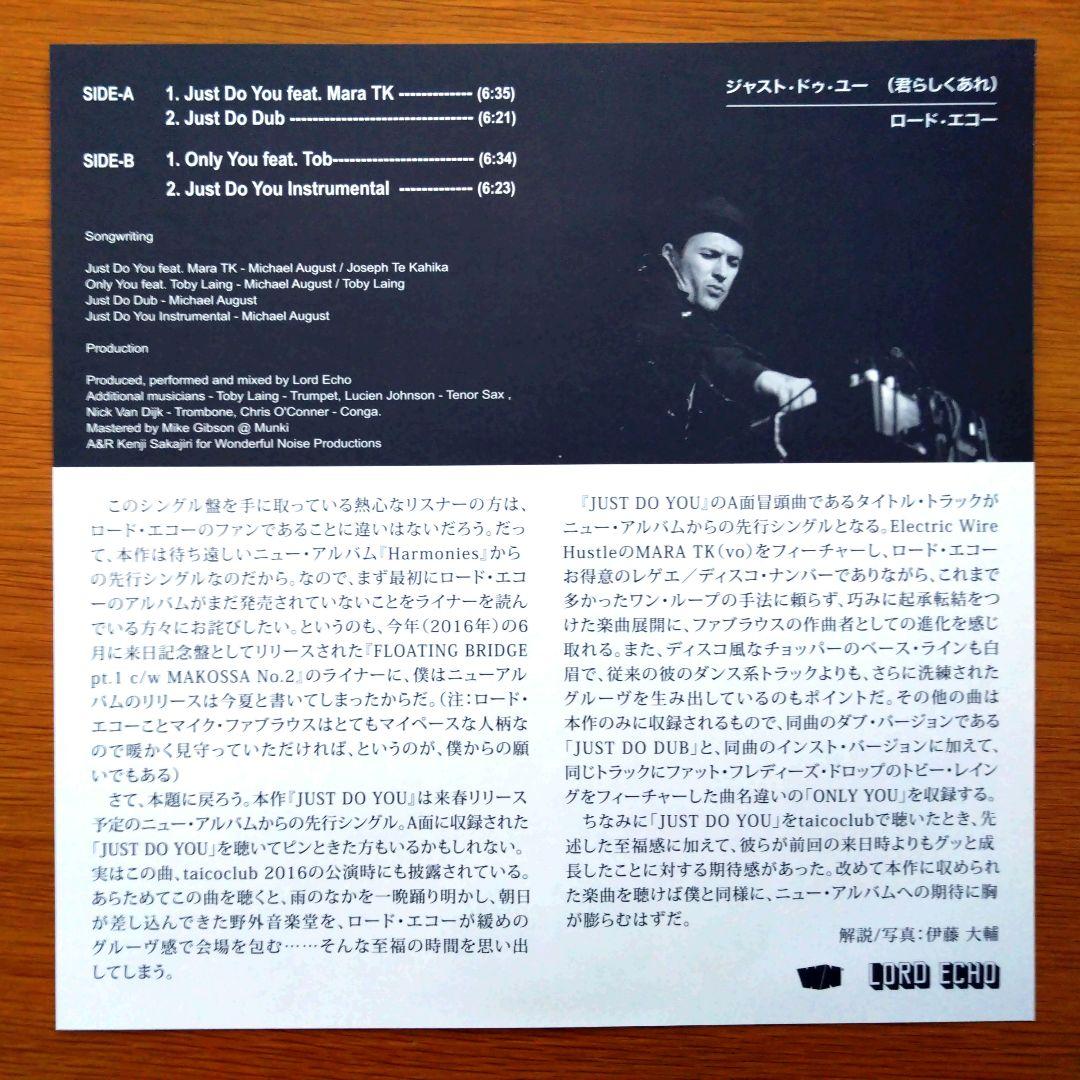 SIDE-A 1. Just Do You feat. Mara TK ------------- (6:35)
2. Just Do Dub --------------------------------- (6:21)
SIDE-B 1. Only You feat. Tob------------------------- (6:34)
2. Just Do You Instrumental ------------- (6:23)
ジャスト・ドゥ・ユー （君らしくあれ）
ロード・エコー
Songwriting
Just Do You feat. Mara TK - Michael August / Joseph Te Kahika
Only You feat. Toby Laing - Michael August / Toby Laing
Just Do Dub - Michael August
Just Do You Instrumental - Michael August
Production
Produced, performed and mixed by Lord Echo
Additional musicians - Toby Laing - Trumpet, Lucien Johnson - Tenor Sax ,
Nick Van Dijk - Trombone, Chris O'Conner - Conga.
Mastered by Mike Gibson @ Munki
A&R Kenji Sakajiri for Wonderful Noise Productions
このシングル盤を手に取っている熱心なリスナーの方は、
ロード・エコーのファンであることに違いはないだろう。だっ
て、本作は待ち遠しいニュー・アルバム『Harmonies』から
の先行シングルなのだから。なので、まず最初にロード・エコ
ーのアルバムがまだ発売されていないことをライナーを読ん
でいる方々にお詫びしたい。というのも、今年（2016年）の6
月に来日記念盤としてリリースされた『FLOATING BRIDGE
pt.1 c/w MAKOSSA No.2』のライナーに、僕はニューアル
バムのリリースは今夏と書いてしまったからだ。（注：ロード・
エコーことマイク・ファブラウスはとてもマイペースな人柄な
ので暖かく見守っていただければ、というのが、僕からの願
いでもある）
さて、本題に戻ろう。本作『JUST DO YOU』は来春リリース
予定のニュー・アルバムからの先行シングル。A面に収録された
「JUST DO YOU」を聴いてピンときた方もいるかもしれない。
実はこの曲、taicoclub 2016の公演時にも披露されている。
あらためてこの曲を聴くと、雨のなかを一晩踊り明かし、朝日
が差し込んできた野外音楽堂を、ロード・エコーが緩めの
グルーヴ感で会場を包む……そんな至福の時間を思い出
してしまう。
『JUST DO YOU』のA面冒頭曲であるタイトル・トラックが
ニュー・アルバムからの先行シングルとなる。Electric Wire
HustleのMARA TK（vo）をフィーチャーし、ロード・エコー
お得意のレゲエ／ディスコ・ナンバーでありながら、これまで
多かったワン・ループの手法に頼らず、巧みに起承転結をつ
けた楽曲展開に、ファブラウスの作曲者としての進化を感じ
取れる。また、ディスコ風なチョッパーのベース・ラインも白
眉で、従来の彼のダンス系トラックよりも、さらに洗練された
グルーヴを生み出しているのもポイントだ。その他の曲は
本作のみに収録されるもので、同曲のダブ・バージョンである
「JUST DO DUB」と、同曲のインスト・バージョンに加えて、
同じトラックにファット・フレディーズ・ドロップのトビー・レイン
グをフィーチャーした曲名違いの「ONLY YOU」を収録する。
ちなみに「JUST DO YOU」をtaicoclubで聴いたとき、先
述した至福感に加えて、彼らが前回の来日時よりもグッと成
長したことに対する期待感があった。改めて本作に収められ
た楽曲を聴けば僕と同様に、ニュー・アルバムへの期待に胸
が膨らむはずだ。
解説/写真：伊藤 大輔
W/N LORD ECHO